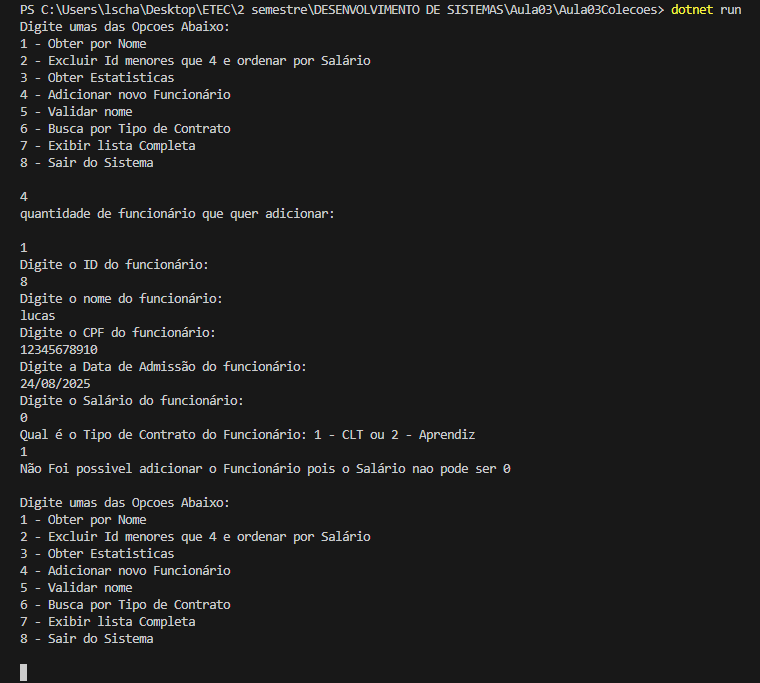 PS C:\Users\lscha\Desktop\ETEC\2 semestre\DESENVOLVIMENTO DE SISTEMAS\Aula03\Aula03Colecoes> dotnet run
Digite umas das Opcoes Abaixo:
1 - Obter por Nome
2 - Excluir Id menores que 4 e ordenar por Salário
3 - Obter Estatisticas
4 - Adicionar novo Funcionário
5 - Validar nome
6 - Busca por Tipo de Contrato
7 - Exibir lista Completa
8 - Sair do Sistema
4
quantidade de funcionário que quer adicionar:
1
Digite o ID do funcionário:
8
Digite o nome do funcionário:
lucas
Digite o CPF do funcionário:
12345678910
Digite a Data de Admissão do funcionário:
24/08/2025
Digite o Salário do funcionário:
0
Qual é o Tipo de Contrato do Funcionário: 1 - CLT ou 2 - Aprendiz
1
Não Foi possivel adicionar o Funcionário pois o Salário nao pode ser 0
Digite umas das Opcoes Abaixo:
1 - Obter por Nome
2 - Excluir Id menores que 4 e ordenar por Salário
3 - Obter Estatisticas
4 - Adicionar novo Funcionário
5 - Validar nome
6 - Busca por Tipo de Contrato
7 - Exibir lista Completa
8 - Sair do Sistema